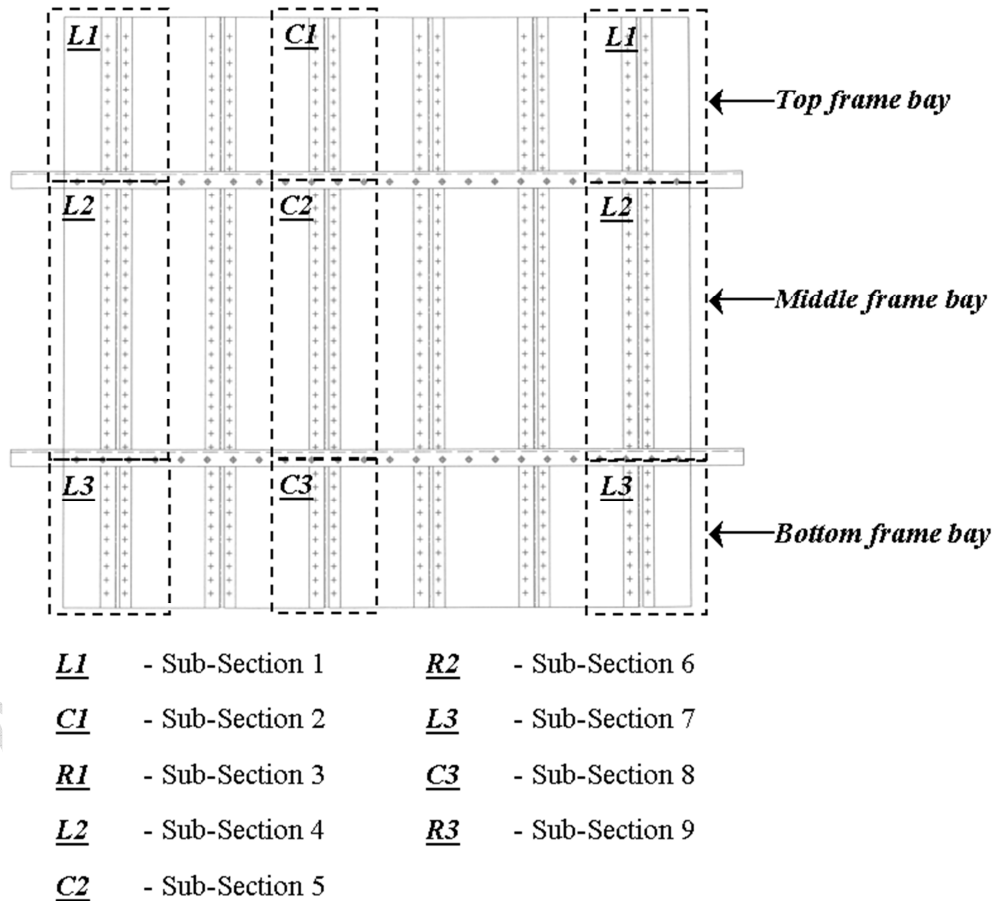 L1 C1 L1
Top frame bay
L2 C2 L2
Middle frame bay
L3 C3 L3
Bottom frame bay
L1 - Sub-Section 1
C1 - Sub-Section 2
R1 - Sub-Section 3
L2 - Sub-Section 4
C2 - Sub-Section 5
R2 - Sub-Section 6
L3 - Sub-Section 7
C3 - Sub-Section 8
R3 - Sub-Section 9